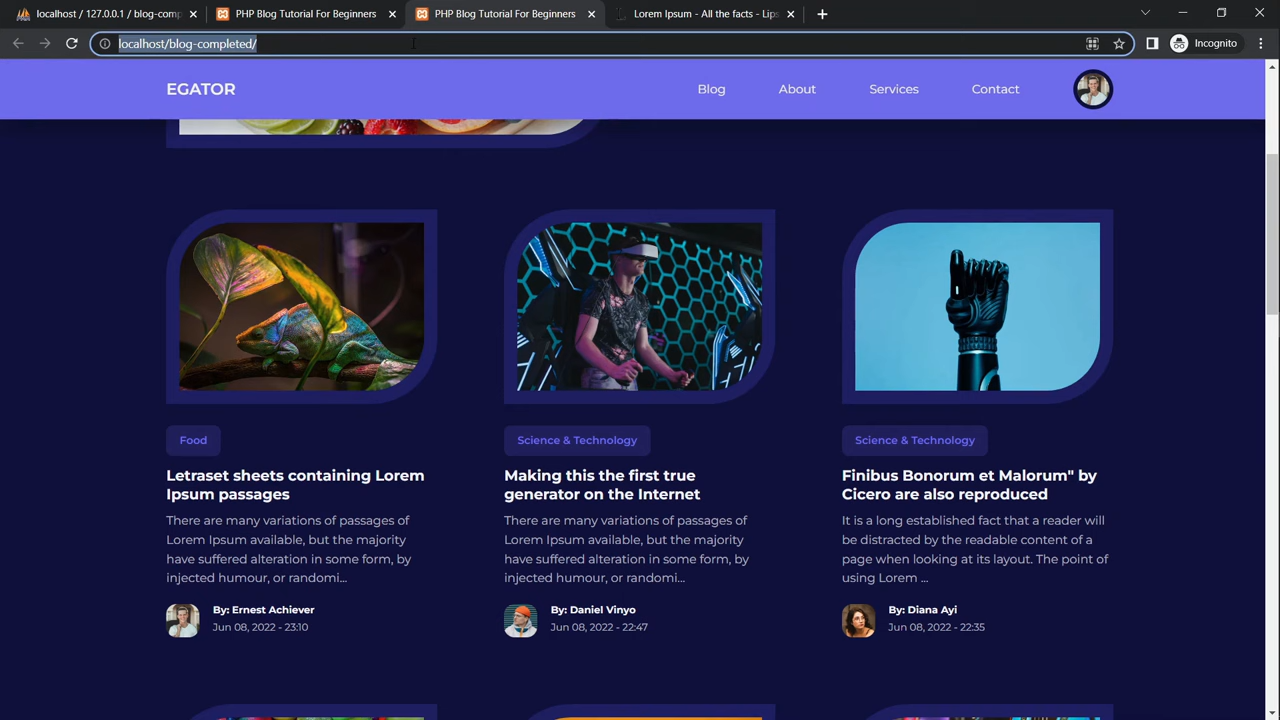 localhost / 127.0.0.1 / blog-comp
PHP Blog Tutorial For Beginners
PHP Blog Tutorial For Beginners
Lorem Ipsum - All the facts - Lips
localhost/blog-completed/
Incognito
EGATOR
Blog
About
Services
Contact
Food
Letraset sheets containing Lorem
Ipsum passages
There are many variations of passages of
Lorem Ipsum available, but the majority
have suffered alteration in some form, by
injected humour, or randomi...
By: Ernest Achiever
Jun 08, 2022 - 23:10
Science & Technology
Making this the first true
generator on the Internet
There are many variations of passages of
Lorem Ipsum available, but the majority
have suffered alteration in some form, by
injected humour, or randomi...
By: Daniel Vinyo
Jun 08, 2022 - 22:47
Science & Technology
Finibus Bonorum et Malorum" by
Cicero are also reproduced
It is a long established fact that a reader will
be distracted by the readable content of a
page when looking at its layout. The point of
using Lorem ...
By: Diana Ayi
Jun 08, 2022 - 22:35